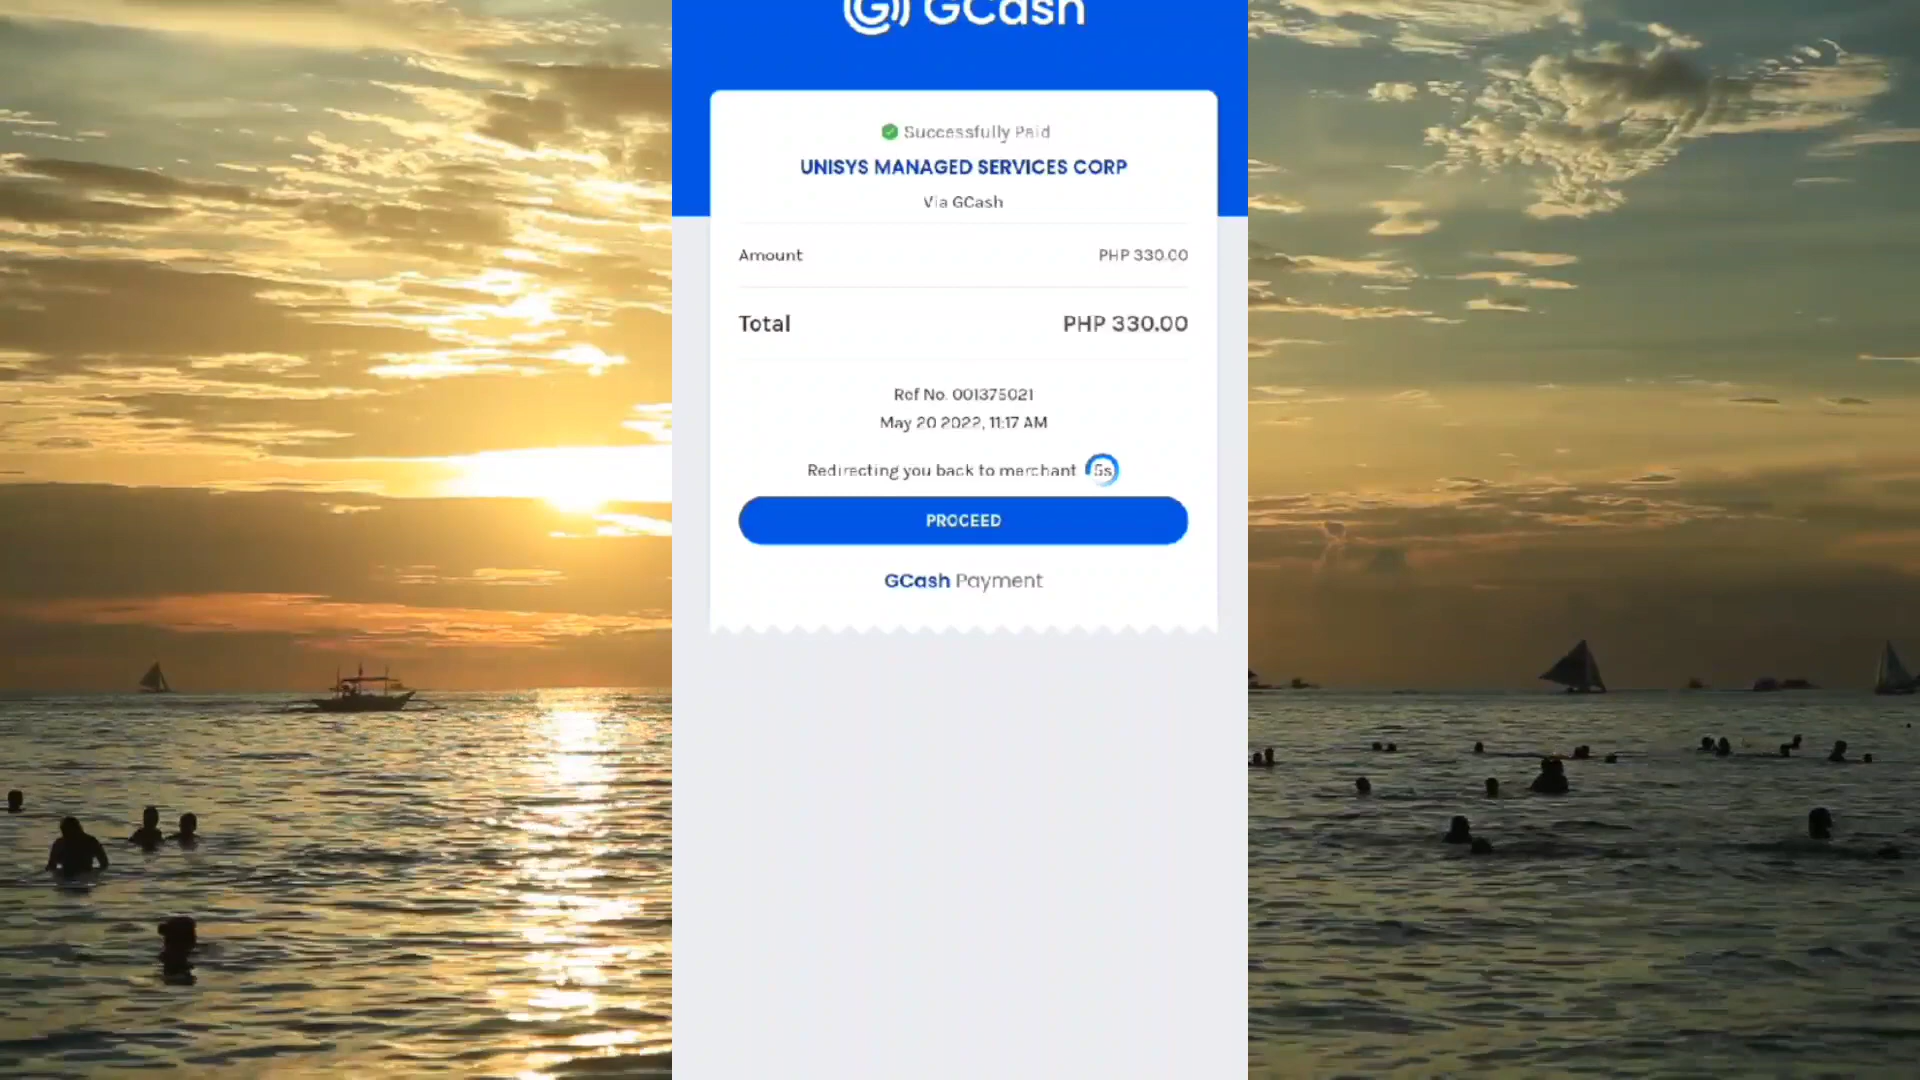 GCash
Successfully Paid
UNISYS MANAGED SERVICES CORP
Via GCash
Amount PHP 330.00
Total PHP 330.00
Ref No. 001375021
May 20 2022, 11:17 AM
Redirecting you back to merchant 5s
PROCEED
GCash Payment